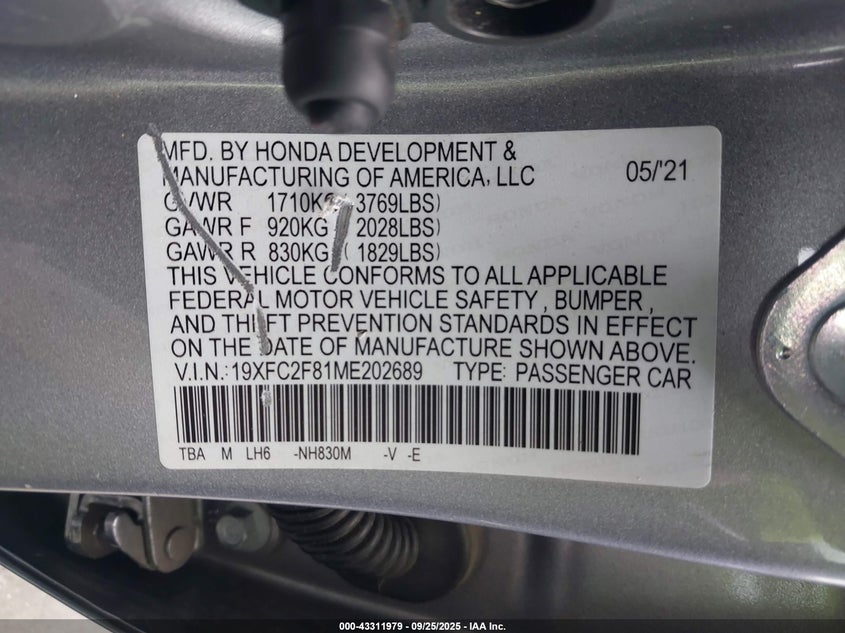 MFD. BY HONDA DEVELOPMENT & 05/'21
MANUFACTURING OF AMERICA, LLC
GVWR 1710KG (3769LBS)
GAWR F 920KG (2028LBS)
GAWR R 830KG (1829LBS)
THIS VEHICLE CONFORMS TO ALL APPLICABLE
FEDERAL MOTOR VEHICLE SAFETY, BUMPER,
AND THEFT PREVENTION STANDARDS IN EFFECT
ON THE DATE OF MANUFACTURE SHOWN ABOVE.
V.I.N.: 19XFC2F81ME202689 TYPE: PASSENGER CAR
TBA M LH6 -NH830M -V -E
000-43311979 | 09/25/2025 - IAA Inc.